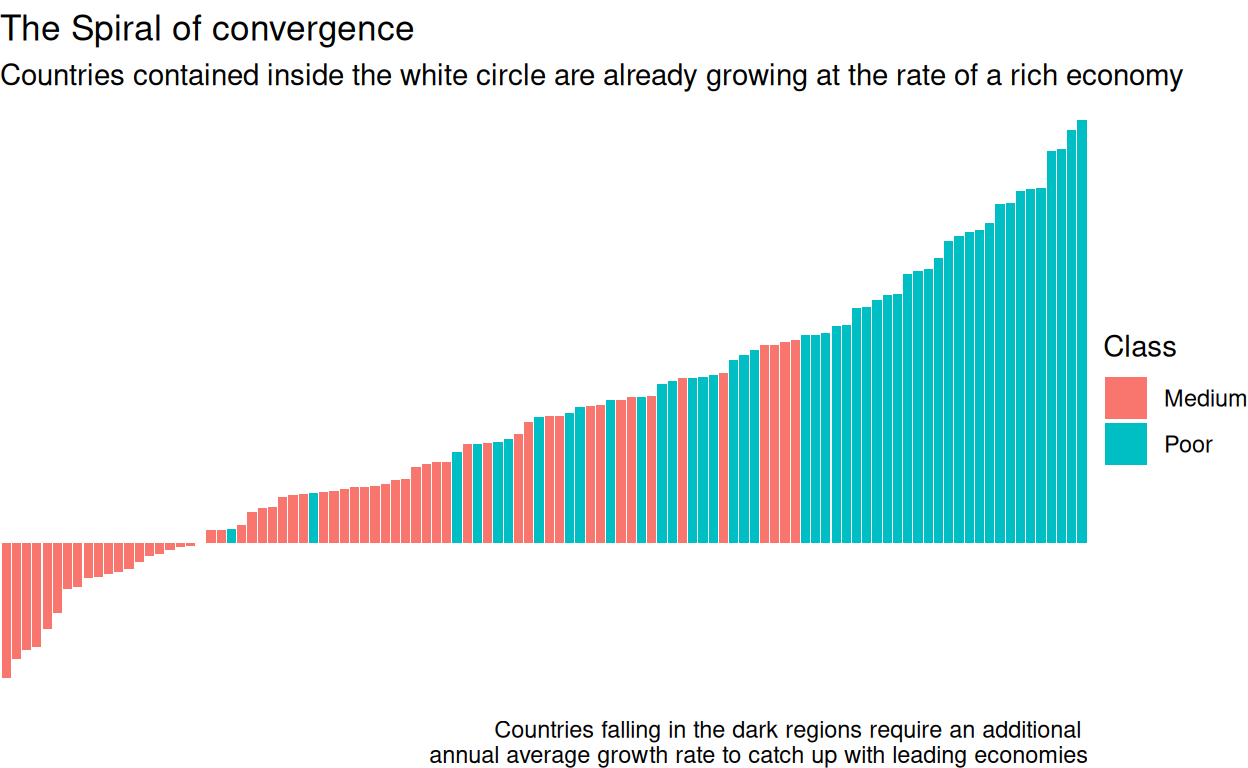 The Spiral of convergence
Countries contained inside the white circle are already growing at the rate of a rich economy
Class
Medium
Poor
Countries falling in the dark regions require an additional
annual average growth rate to catch up with leading economies